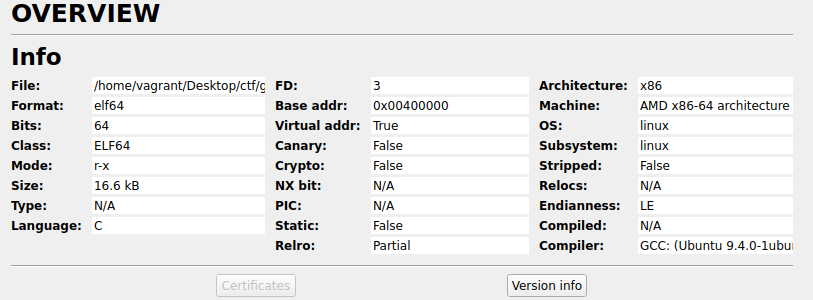 OVERVIEW
Info
File: /home/vagrant/Desktop/ctf/g FD: 3 Architecture: x86
Format: elf64 Base addr: 0x00400000 Machine: AMD x86-64 architecture
Bits: 64 Virtual addr: True OS: linux
Class: ELF64 Canary: False Subsystem: linux
Mode: r-x Crypto: False Stripped: False
Size: 16.6 kB NX bit: N/A Relocs: N/A
Type: N/A PIC: N/A Endianness: LE
Language: C Static: False Compiled: N/A
Relro: Partial Compiler: GCC: (Ubuntu 9.4.0-1ubu
Certificates Version info